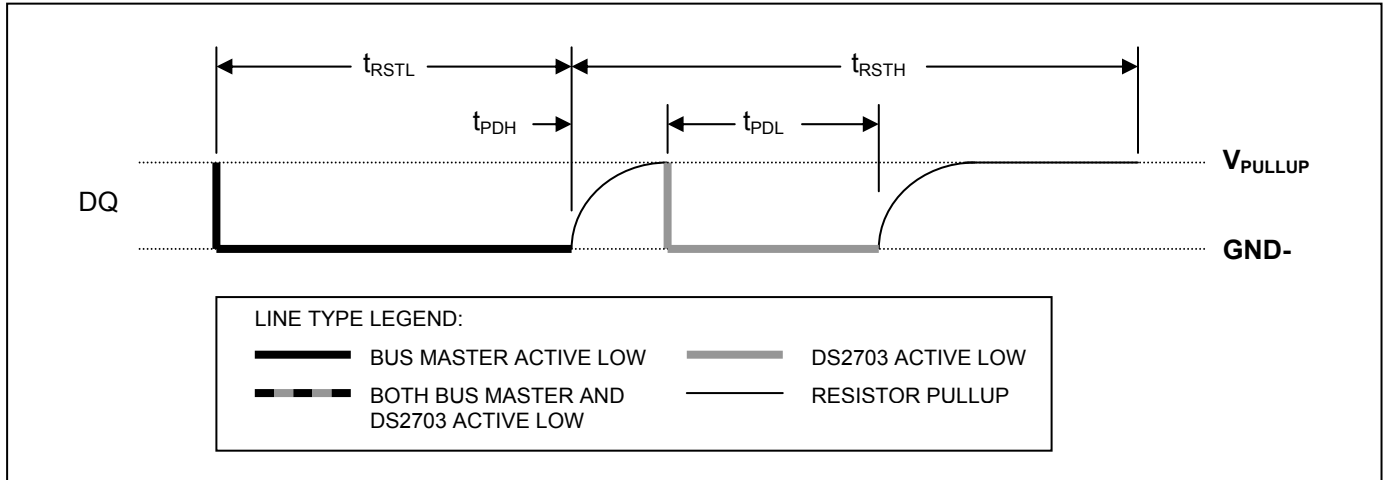 tRSTL
tRSTH
tPDH
tPDL
VPULLUP
DQ
GND-
LINE TYPE LEGEND:
BUS MASTER ACTIVE LOW
DS2703 ACTIVE LOW
BOTH BUS MASTER AND
DS2703 ACTIVE LOW
RESISTOR PULLUP